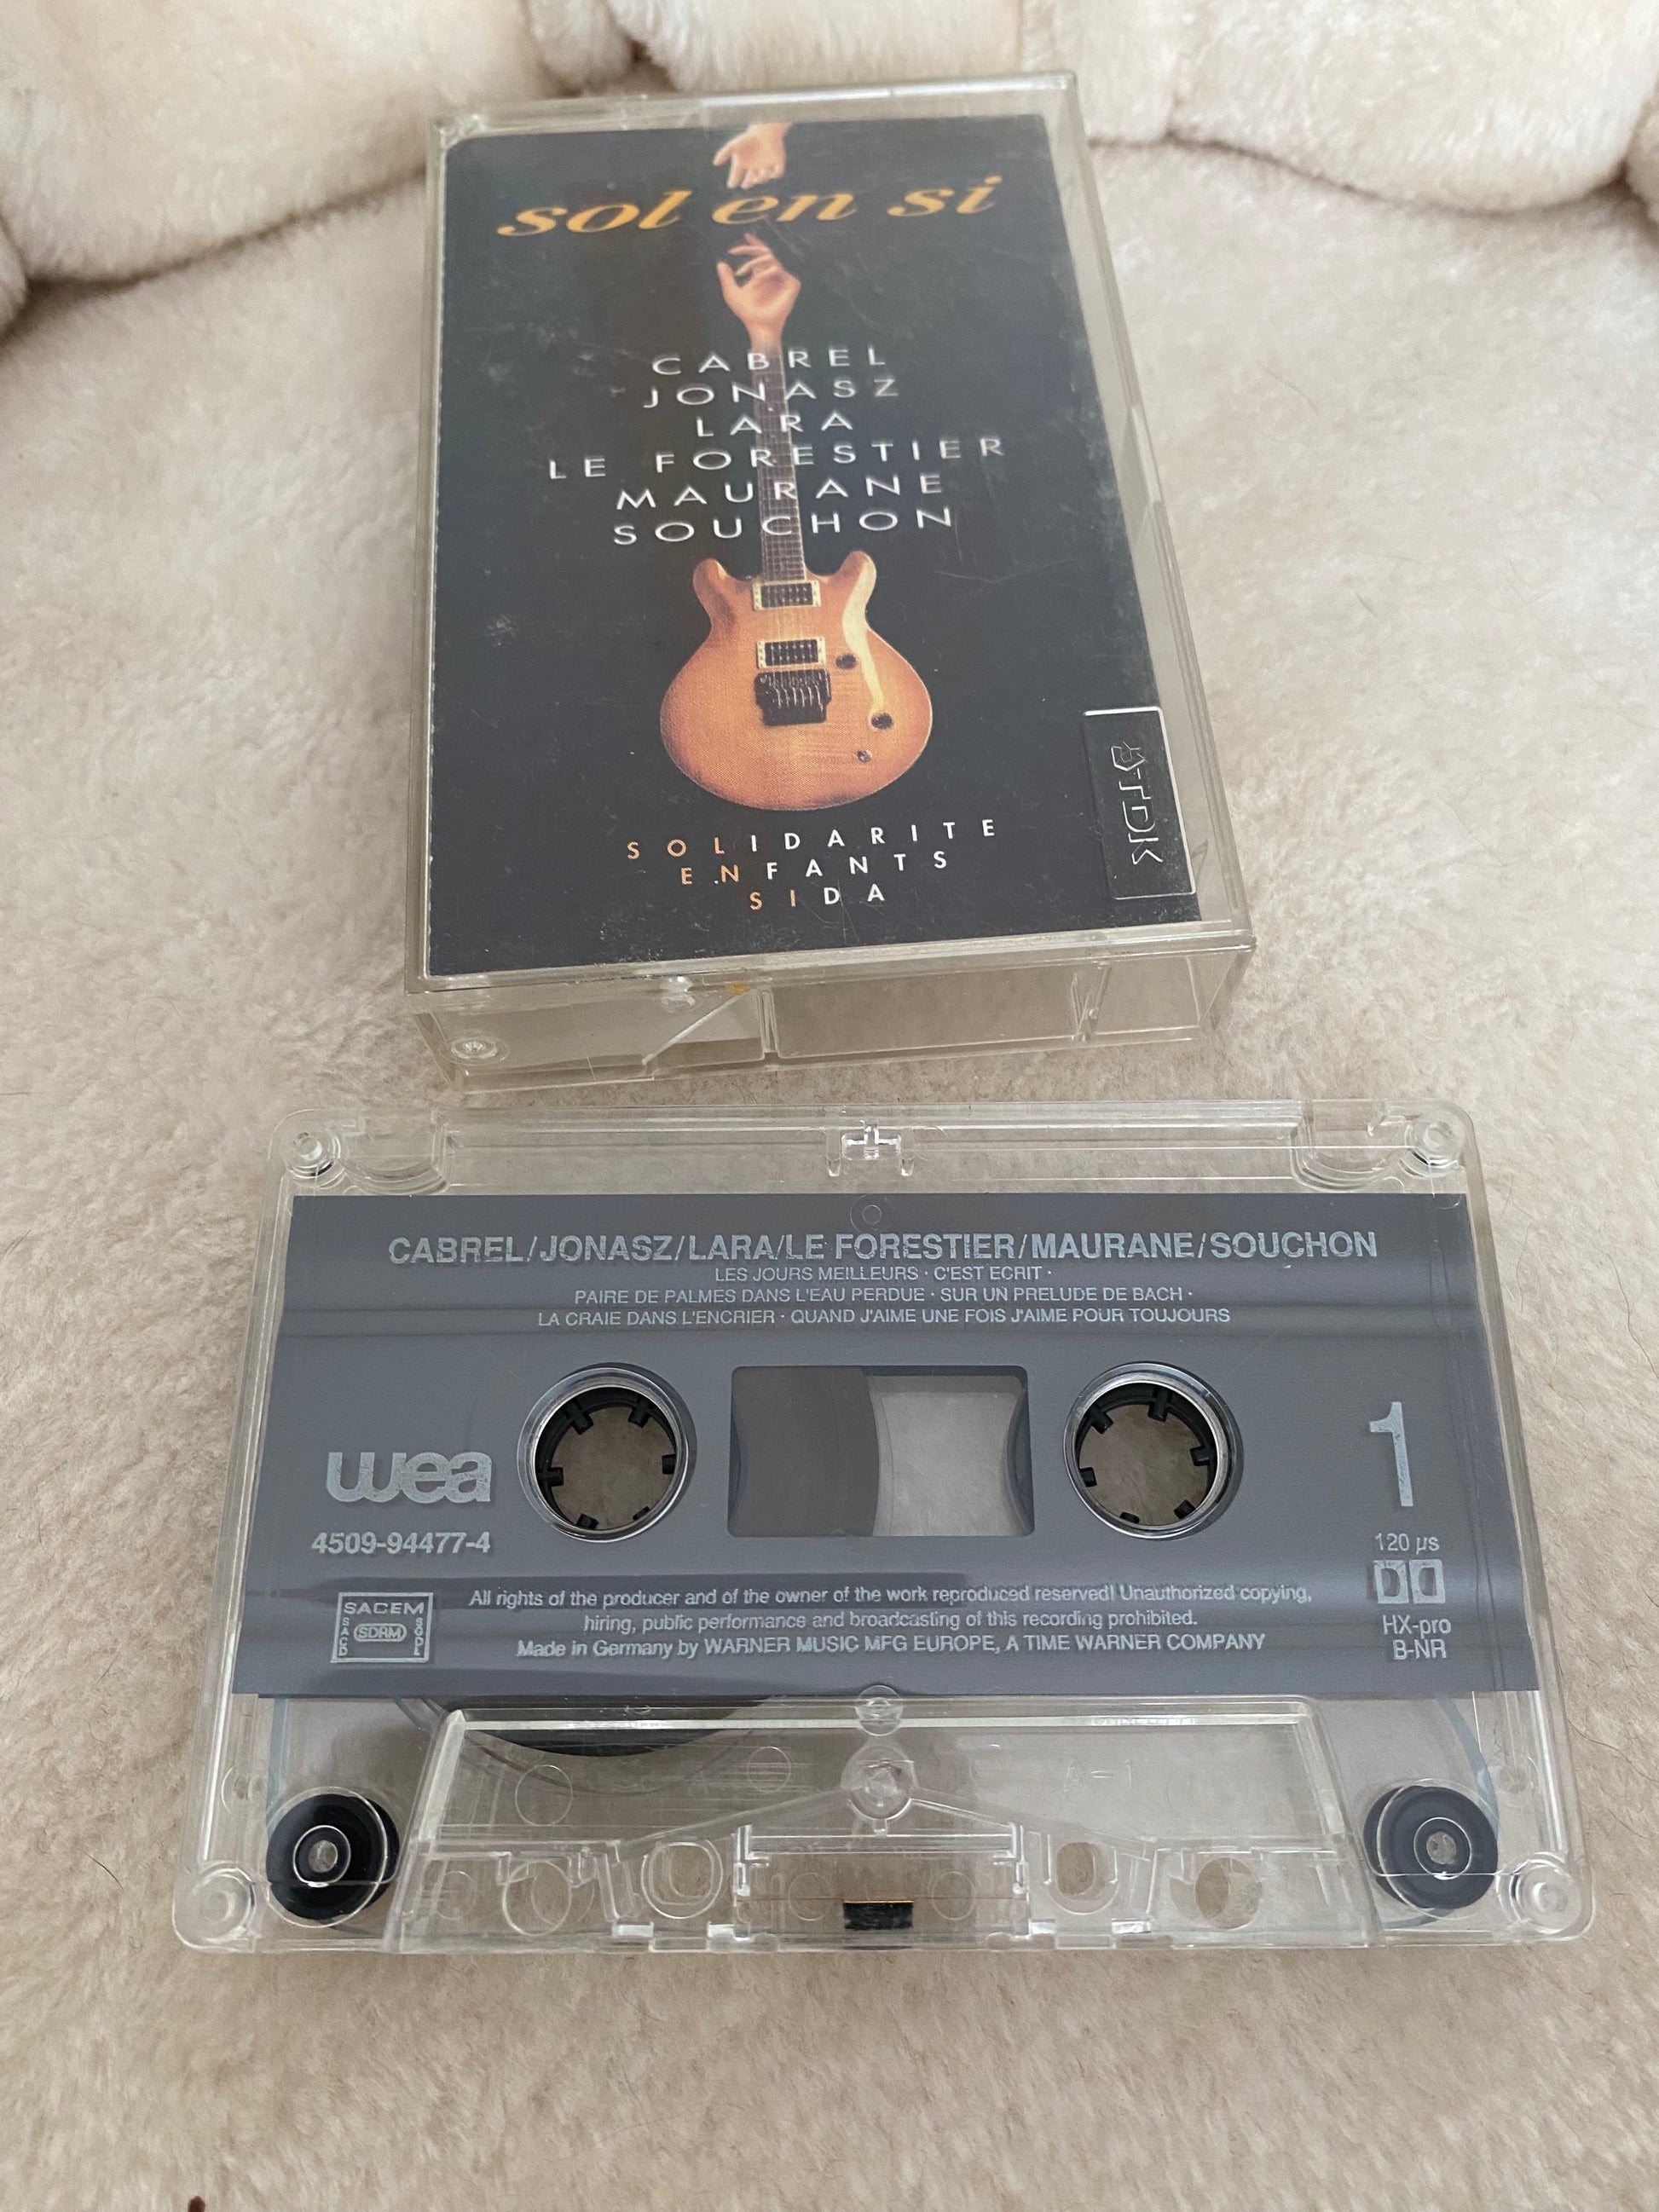 sol en si
CABREL
JONASZ
LARA
LE FORESTIER
MAURANE
SOUCHON
TDK
SOLIDARITE
ENFANTS
SIDA
CABREL/JONASZ/LARA/LE FORESTIER/MAURANE/SOUCHON
LES JOURS MEILLEURS · C'EST ECRIT ·
PAIRE DE PALMES DANS L'EAU PERDUE · SUR UN PRELUDE DE BACH ·
LA CRAIE DANS L'ENCRIER · QUAND J'AIME UNE FOIS J'AIME POUR TOUJOURS
wea
1
4509-94477-4
120 µs
SACEM
SACD
SDRM
SGDL
All rights of the producer and of the owner of the work reproduced reserved! Unauthorized copying,
hiring, public performance and broadcasting of this recording prohibited.
Made in Germany by WARNER MUSIC MFG EUROPE, A TIME WARNER COMPANY
HX-pro
B-NR
A-1